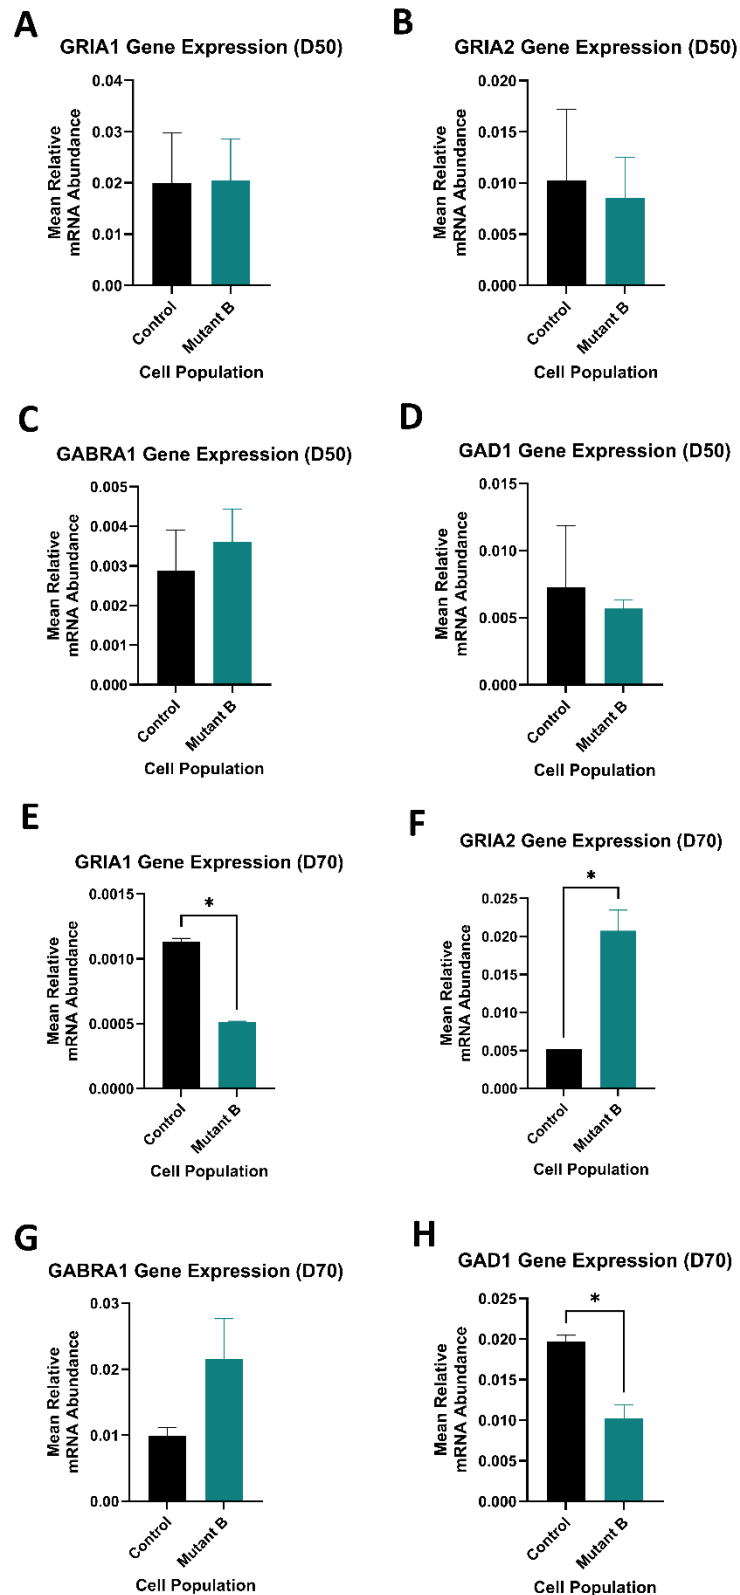 A
GRIA1 Gene Expression (D50)
Mean Relative
mRNA Abundance
0.04
0.03
0.02
0.01
0.00
Control
Mutant B
Cell Population
B
GRIA2 Gene Expression (D50)
Mean Relative
mRNA Abundance
0.020
0.015
0.010
0.005
0.000
Control
Mutant B
Cell Population
C
GABRA1 Gene Expression (D50)
Mean Relative
mRNA Abundance
0.005
0.004
0.003
0.002
0.001
0.000
Control
Mutant B
Cell Population
D
GAD1 Gene Expression (D50)
Mean Relative
mRNA Abundance
0.015
0.010
0.005
0.000
Control
Mutant B
Cell Population
E
GRIA1 Gene Expression (D70)
Mean Relative
mRNA Abundance
0.0015
0.0010
0.0005
0.0000
*
Control
Mutant B
Cell Population
F
GRIA2 Gene Expression (D70)
Mean Relative
mRNA Abundance
0.025
0.020
0.015
0.010
0.005
0.000
*
Control
Mutant B
Cell Population
G
GABRA1 Gene Expression (D70)
Mean Relative
mRNA Abundance
0.03
0.02
0.01
0.00
Control
Mutant B
Cell Population
H
GAD1 Gene Expression (D70)
Mean Relative
mRNA Abundance
0.025
0.020
0.015
0.010
0.005
0.000
*
Control
Mutant B
Cell Population